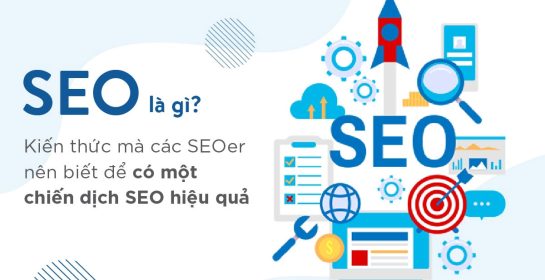 SEO là gì?
Kiến thức mà các SEOer
nên biết để có một
chiến dịch SEO hiệu quả
SEO